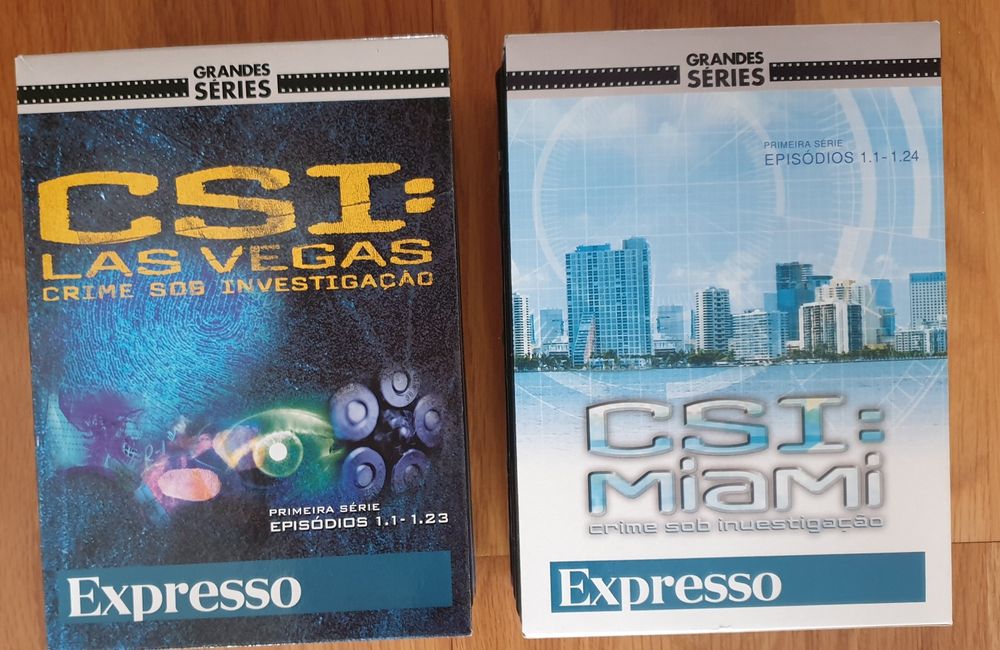 GRANDES
SÉRIES
CSI:
LAS VEGAS
CRIME SOB INVESTIGAÇÃO
PRIMEIRA SÉRIE
EPISÓDIOS 1.1-1.23
Expresso
GRANDES
SÉRIES
PRIMEIRA SÉRIE
EPISÓDIOS 1.1-1.24
CSI:
MiaMi
crime sob investigação
Expresso